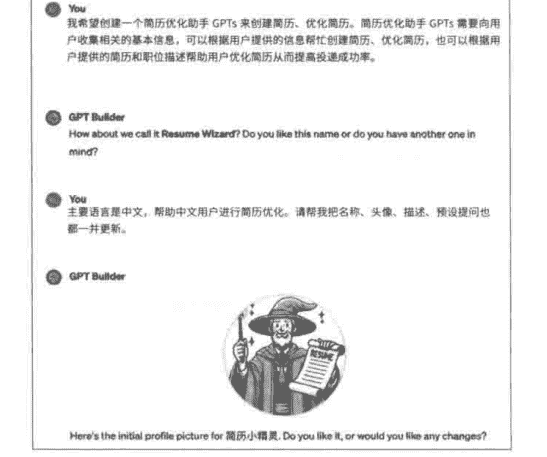 You
我希望创建一个简历优化助手 GPTs 来创建简历、优化简历。简历优化助手 GPTs 需要向用
户收集相关的基本信息，可以根据用户提供的信息帮忙创建简历、优化简历，也可以根据用
户提供的简历和职位描述帮助用户优化简历从而提高投递成功率。
GPT Builder
How about we call it Resume Wizard? Do you like this name or do you have another one in
mind?
You
主要语言是中文，帮助中文用户进行简历优化。请帮我把名称、头像、描述、预设提问也
都一并更新。
GPT Builder
RESUME
Here's the initial profile picture for 简历小精灵. Do you like it, or would you like any changes?